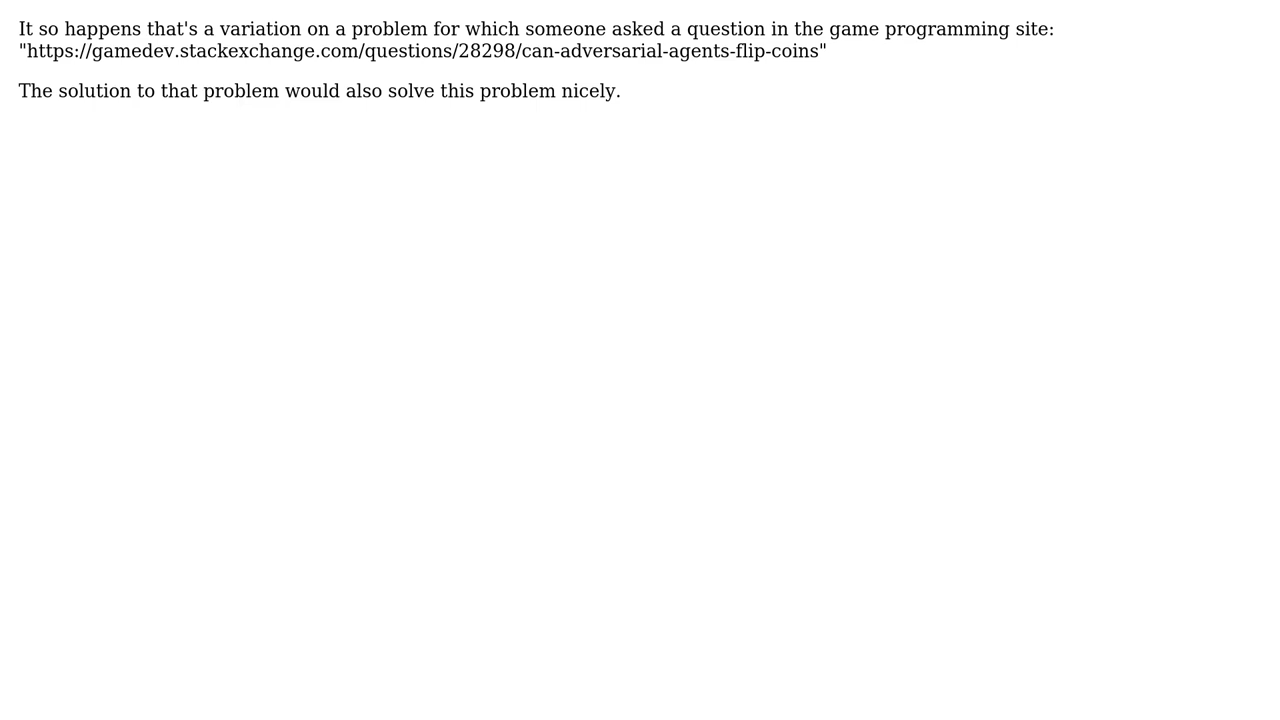 It so happens that's a variation on a problem for which someone asked a question in the game programming site:
"https://gamedev.stackexchange.com/questions/28298/can-adversarial-agents-flip-coins"
The solution to that problem would also solve this problem nicely.